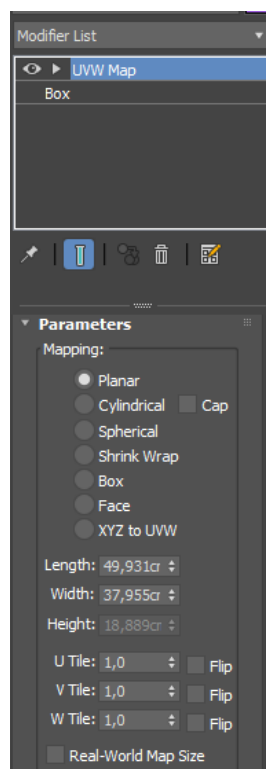 Modifier List
UVW Map
Box
Parameters
Mapping:
Planar
Cylindrical Cap
Spherical
Shrink Wrap
Box
Face
XYZ to UVW
Length: 49,931cr
Width: 37,955cr
Height: 18,889cr
U Tile: 1,0 Flip
V Tile: 1,0 Flip
W Tile: 1,0 Flip
Real-World Map Size